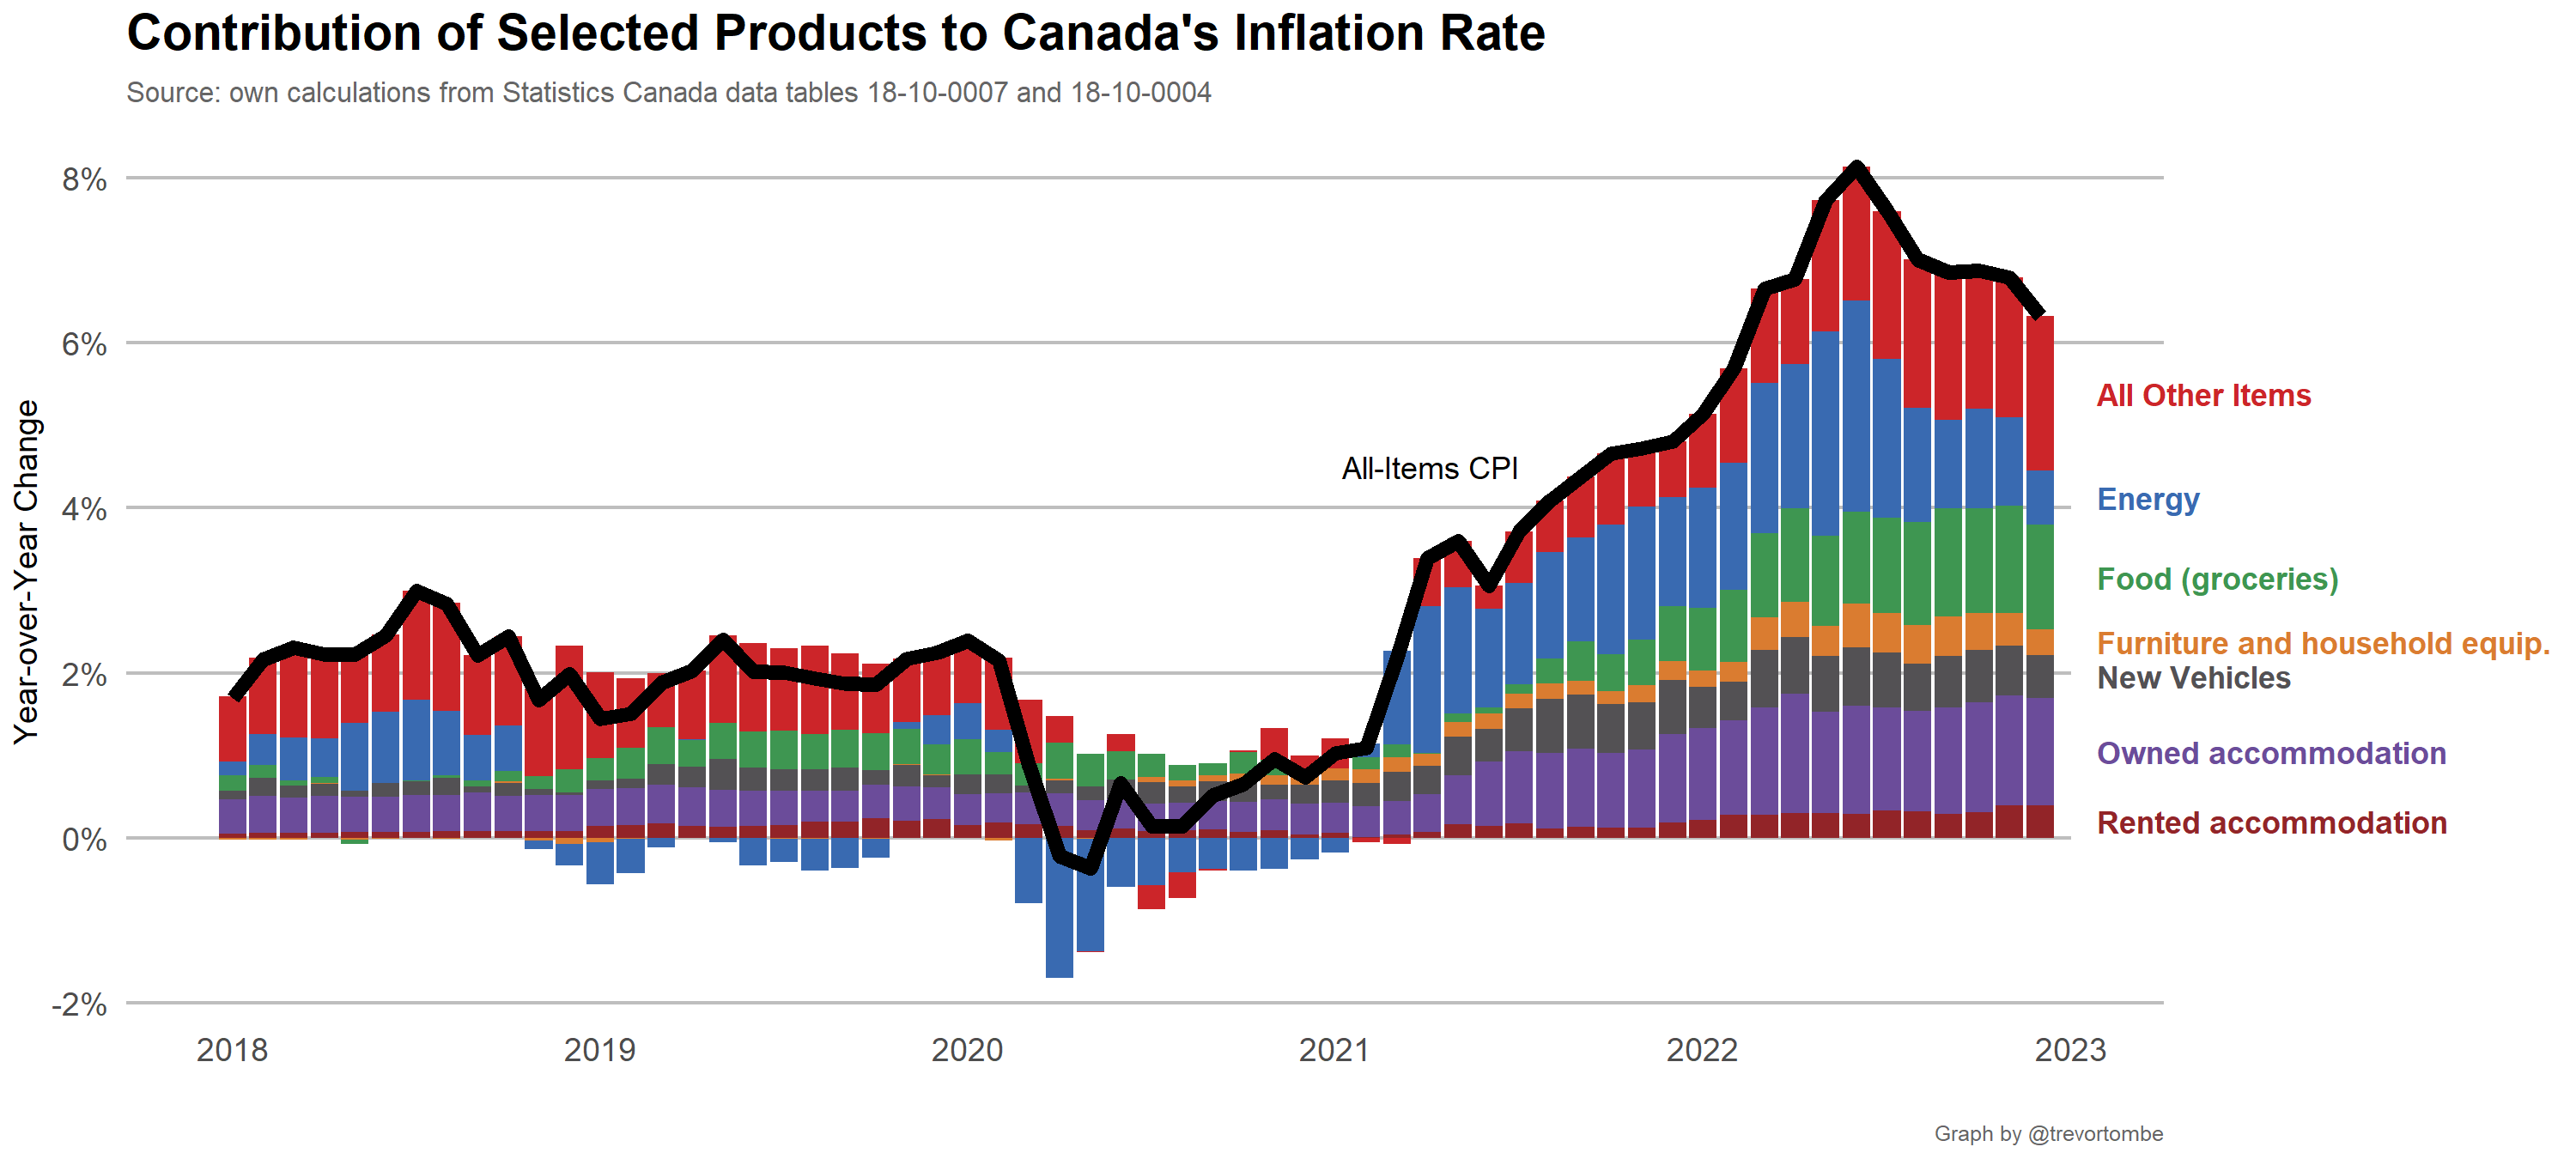 Contribution of Selected Products to Canada's Inflation Rate
Source: own calculations from Statistics Canada data tables 18-10-0007 and 18-10-0004
Year-over-Year Change
8%
6%
4%
2%
0%
-2%
All-Items CPI
All Other Items
Energy
Food (groceries)
Furniture and household equip.
New Vehicles
Owned accommodation
Rented accommodation
2018 2019 2020 2021 2022 2023
Graph by @trevortombe